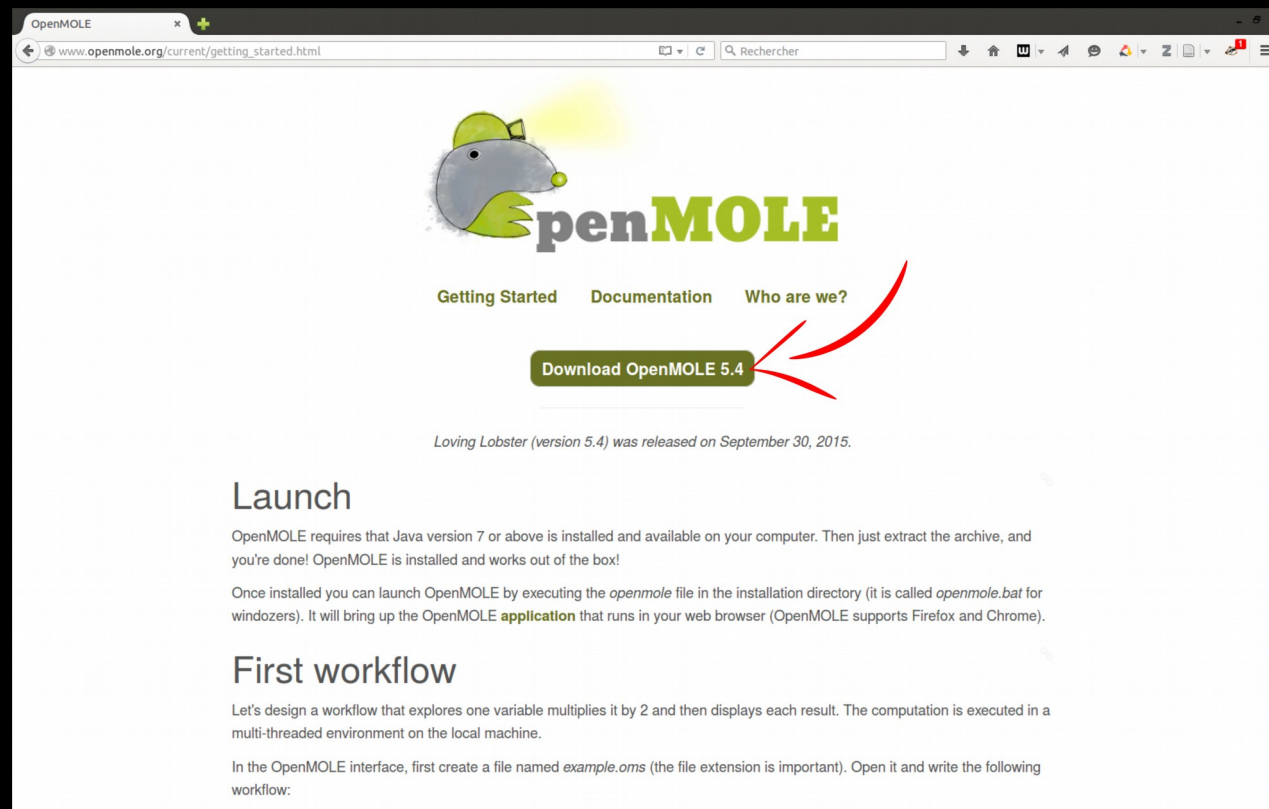 OpenMOLE
www.openmole.org/current/getting_started.html
Rechercher
1
penMOLE
Getting Started Documentation Who are we?
Download OpenMOLE 5.4
Loving Lobster (version 5.4) was released on September 30, 2015.
Launch
OpenMOLE requires that Java version 7 or above is installed and available on your computer. Then just extract the archive, and
you're done! OpenMOLE is installed and works out of the box!
Once installed you can launch OpenMOLE by executing the openmole file in the installation directory (it is called openmole.bat for
windozers). It will bring up the OpenMOLE application that runs in your web browser (OpenMOLE supports Firefox and Chrome).
First workflow
Let's design a workflow that explores one variable multiplies it by 2 and then displays each result. The computation is executed in a
multi-threaded environment on the local machine.
In the OpenMOLE interface, first create a file named example.oms (the file extension is important). Open it and write the following
workflow: